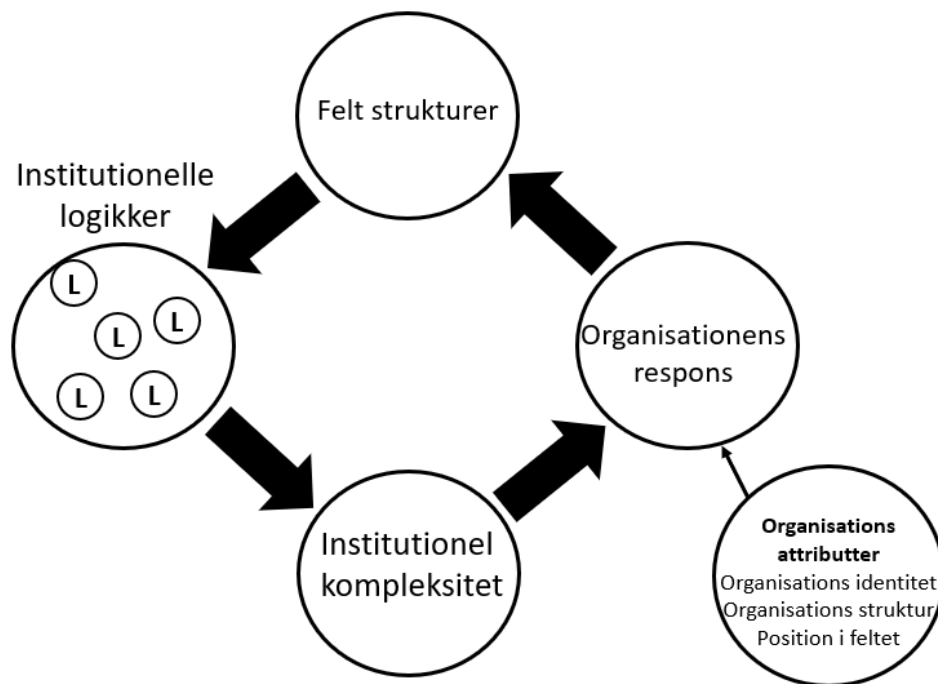 Felt strukturer
Institutionelle
logikker
L
L
L
L
L
Organisationens
respons
Institutionel
kompleksitet
Organisations
attributter
Organisations identitet
Organisations struktur
Position i feltet